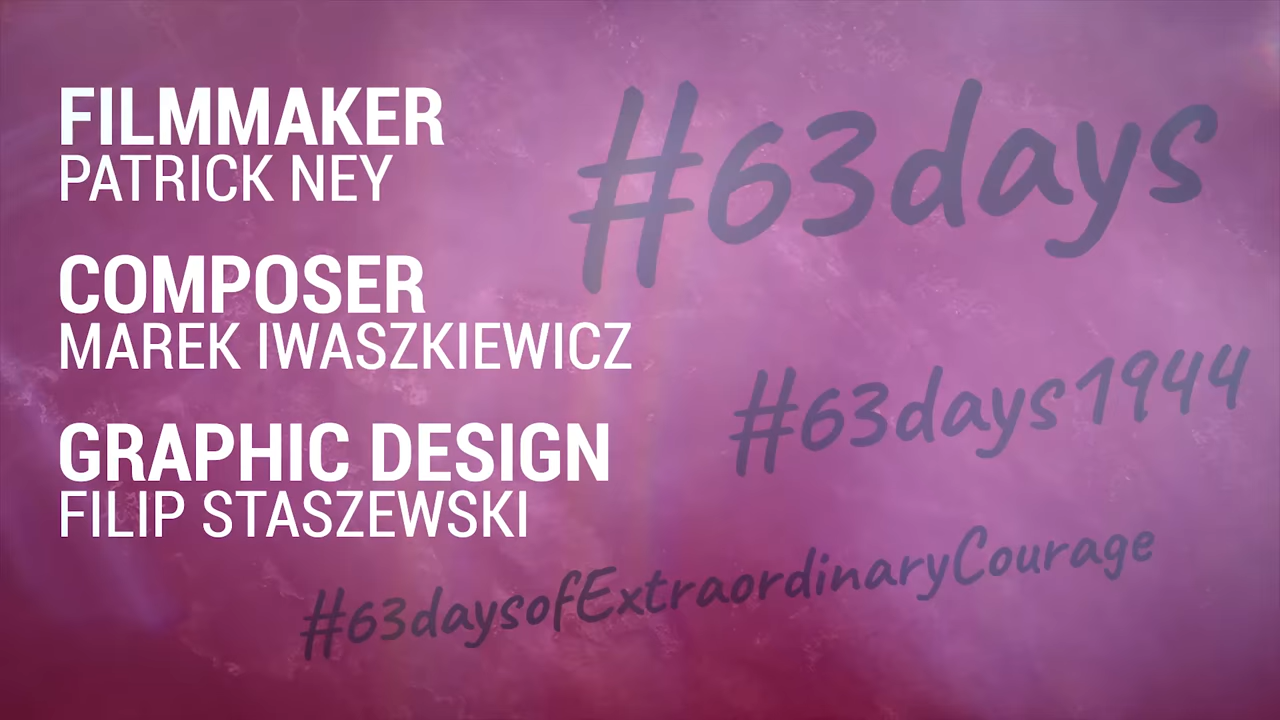 FILMMAKER
PATRICK NEY
COMPOSER
MAREK IWASZKIEWICZ
GRAPHIC DESIGN
FILIP STASZEWSKI
#63days
#63days1944
#63daysofExtraordinaryCourage